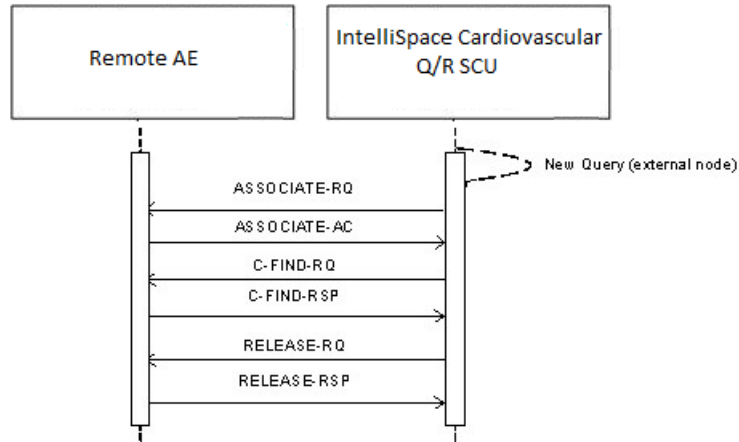 Remote AE
IntelliSpace Cardiovascular
Q/R SCU
New Query (external node)
ASSOCIATE-RQ
ASSOCIATE-AC
C-FIND-RQ
C-FIND-RSP
RELEASE-RQ
RELEASE-RSP